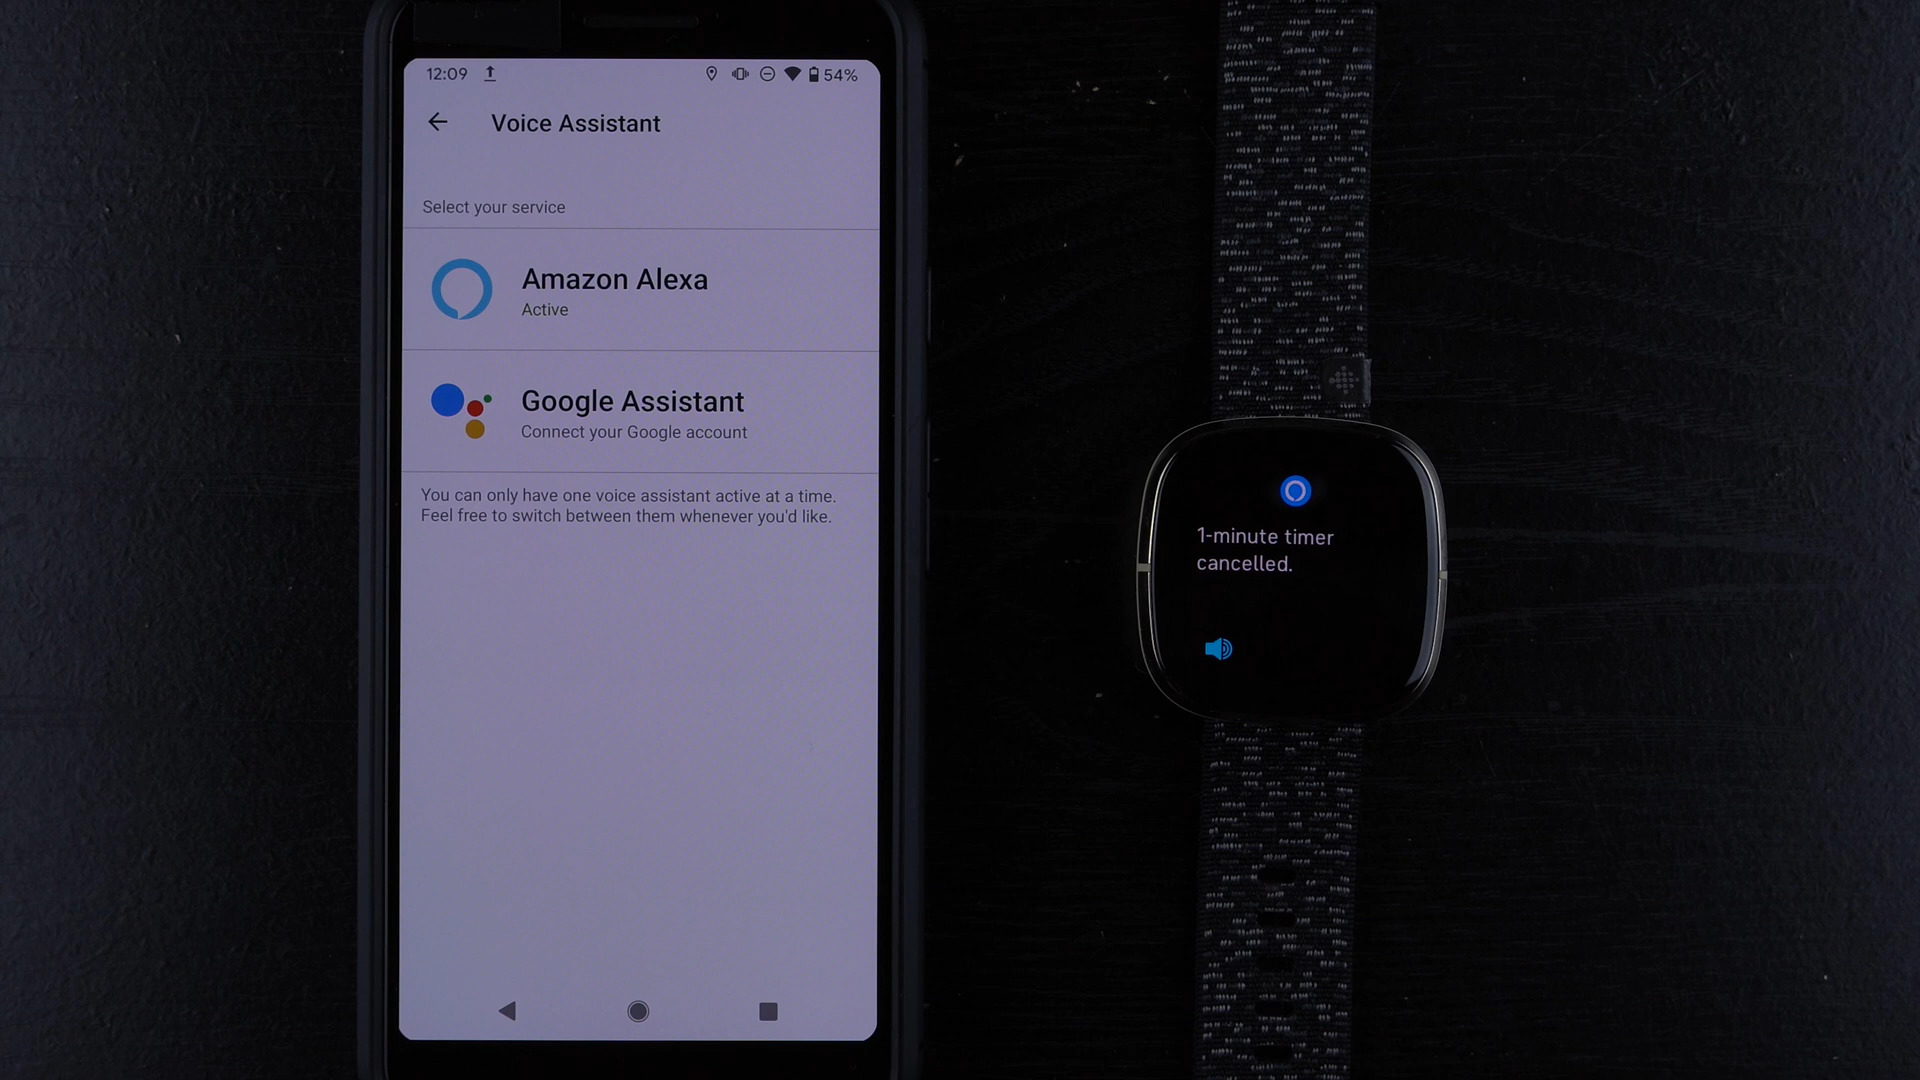 12:09
54%
Voice Assistant
Select your service
Amazon Alexa
Active
Google Assistant
Connect your Google account
You can only have one voice assistant active at a time.
Feel free to switch between them whenever you'd like.
1-minute timer
cancelled.